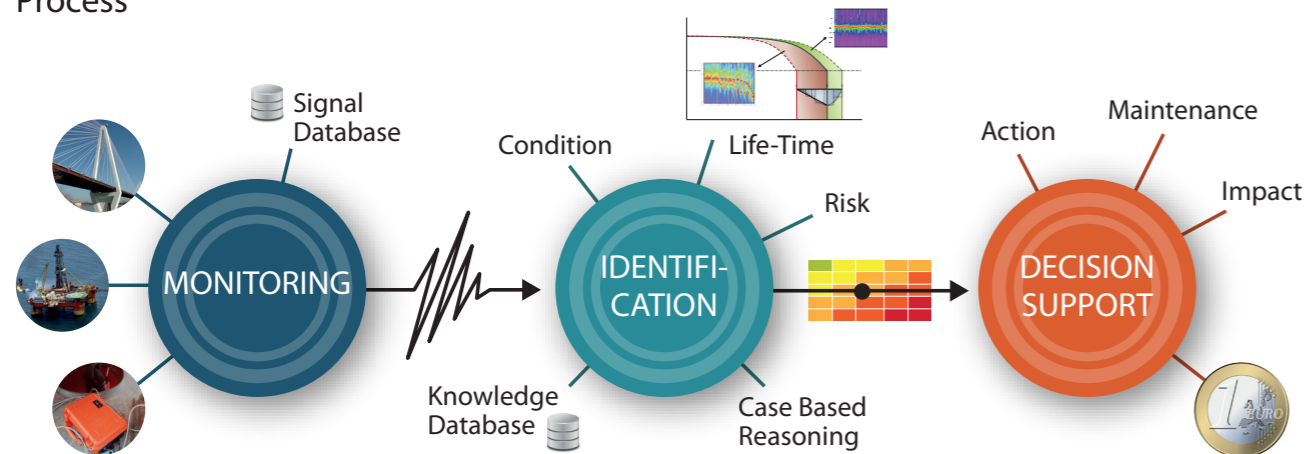 Process
Signal
Database
Condition
Life-Time
Risk
Action
Maintenance
Impact
MONITORING
IDENTIFI-
CATION
DECISION
SUPPORT
Knowledge
Database
Case Based
Reasoning
1
EURO